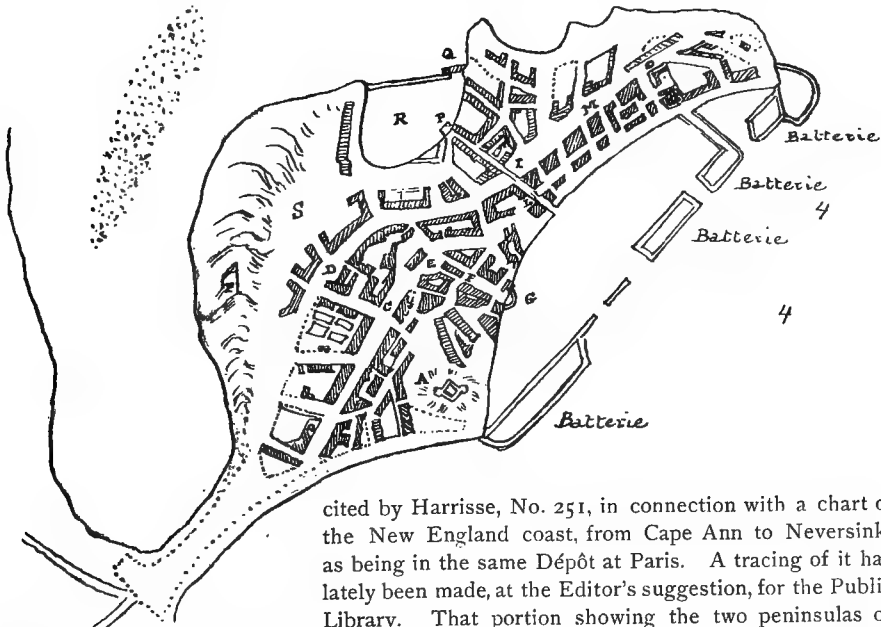 Q
R
P
M
O
I
Batterie
Batterie
4
Batterie
S
D
E
F
C
G
4
A
B
Batterie
cited by Harrisse, No. 251, in connection with a chart o
the New England coast, from Cape Ann to Neversink
as being in the same Dépôt at Paris. A tracing of it ha
lately been made, at the Editor's suggestion, for the Publi
Library. That portion showing the two peninsulas o